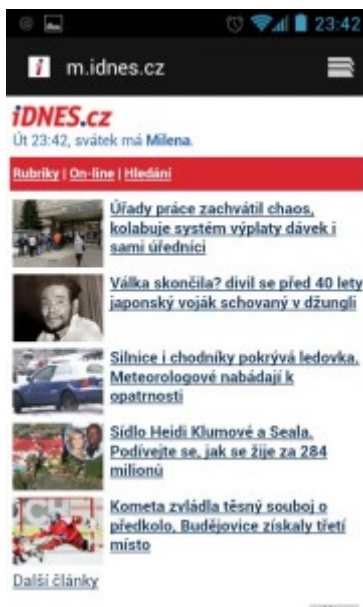 23:42
m.idnes.cz
iDNES.cz
Út 23:42, svátek má Milena.
Rubriky | On-line | Hledání
Úřady práce zachvátil chaos,
kolabuje systém výplaty dávek i
sami úředníci
Válka skončila? divil se před 40 lety
japonský voják schovaný v džungli
Silnice i chodníky pokrývá ledovka.
Meteorologové nabádají k
opatrnosti
Sídlo Heidi Klumové a Seala.
Podívejte se, jak se žije za 284
milionů
Kometa zvládla těsný souboj o
předkolo, Budějovice získaly třetí
místo
Další články